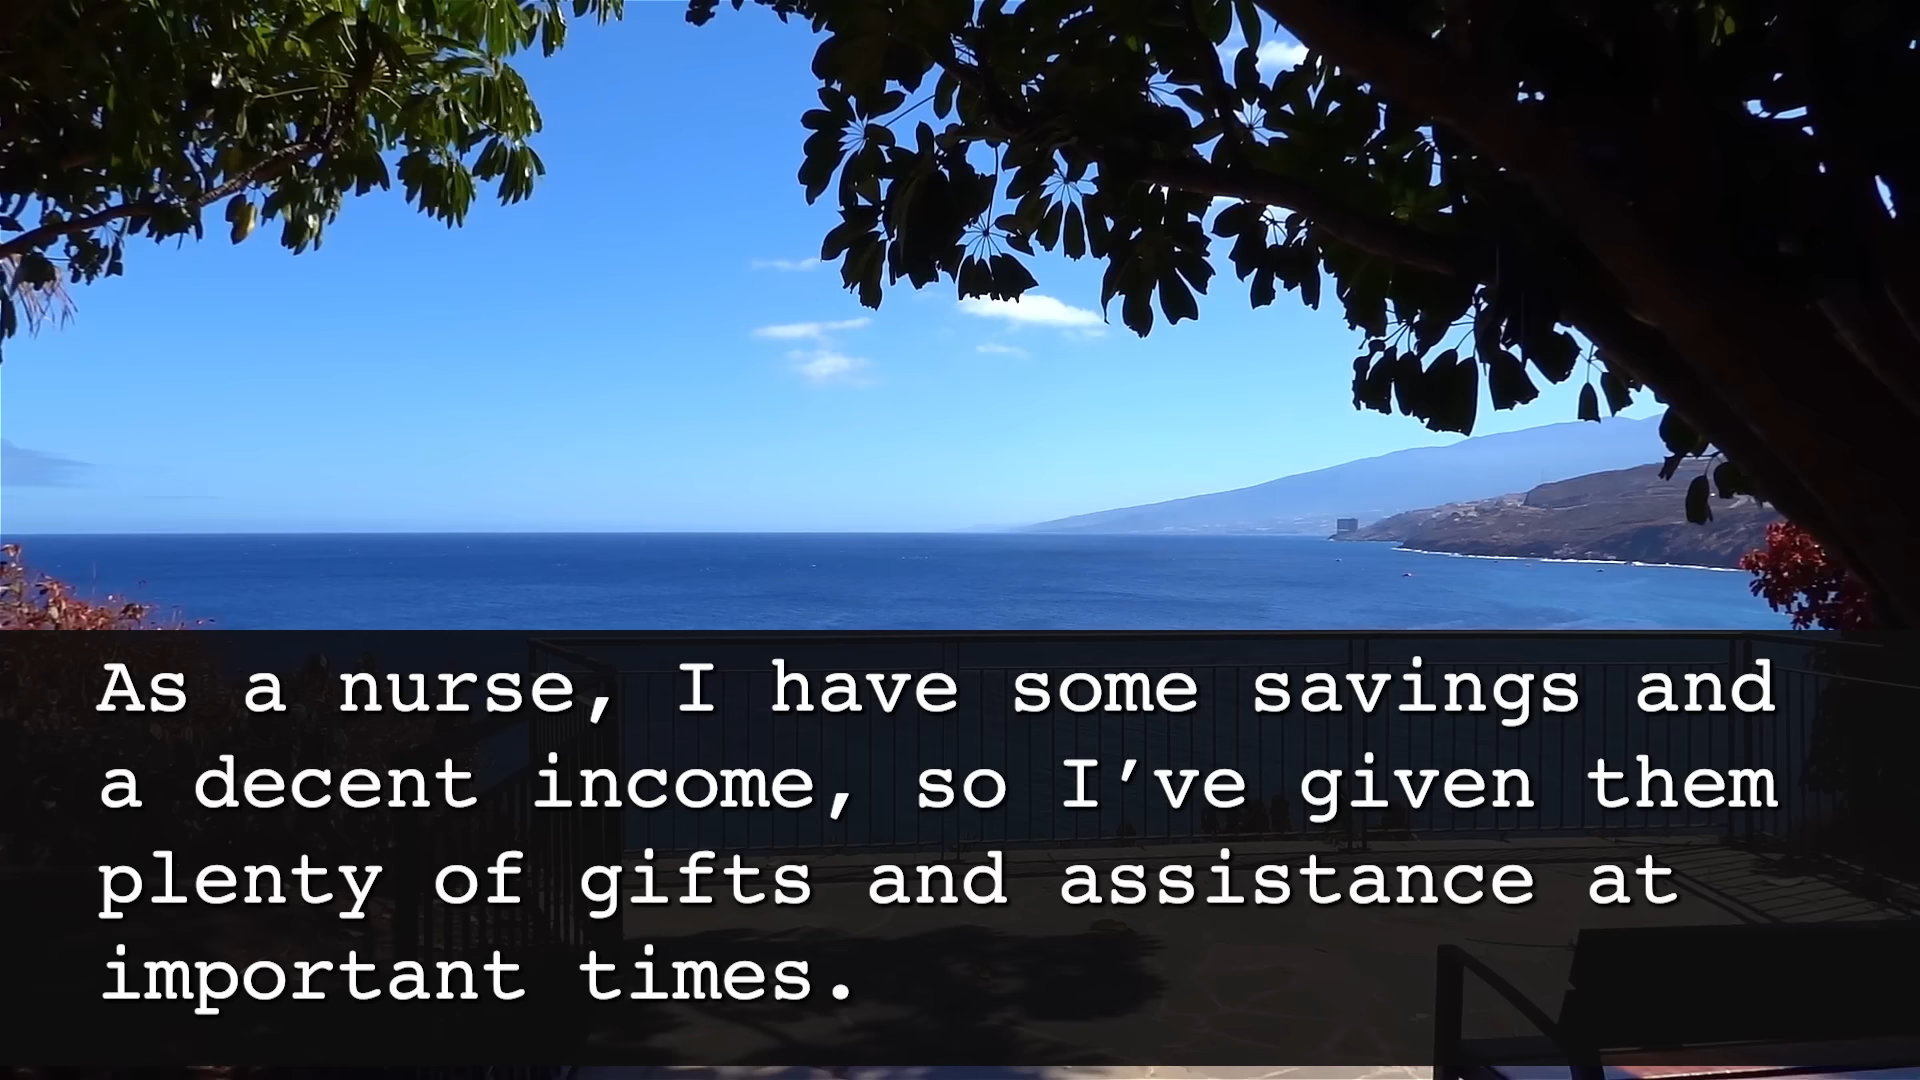 As a nurse, I have some savings and
a decent income, so I’ve given them
plenty of gifts and assistance at
important times.